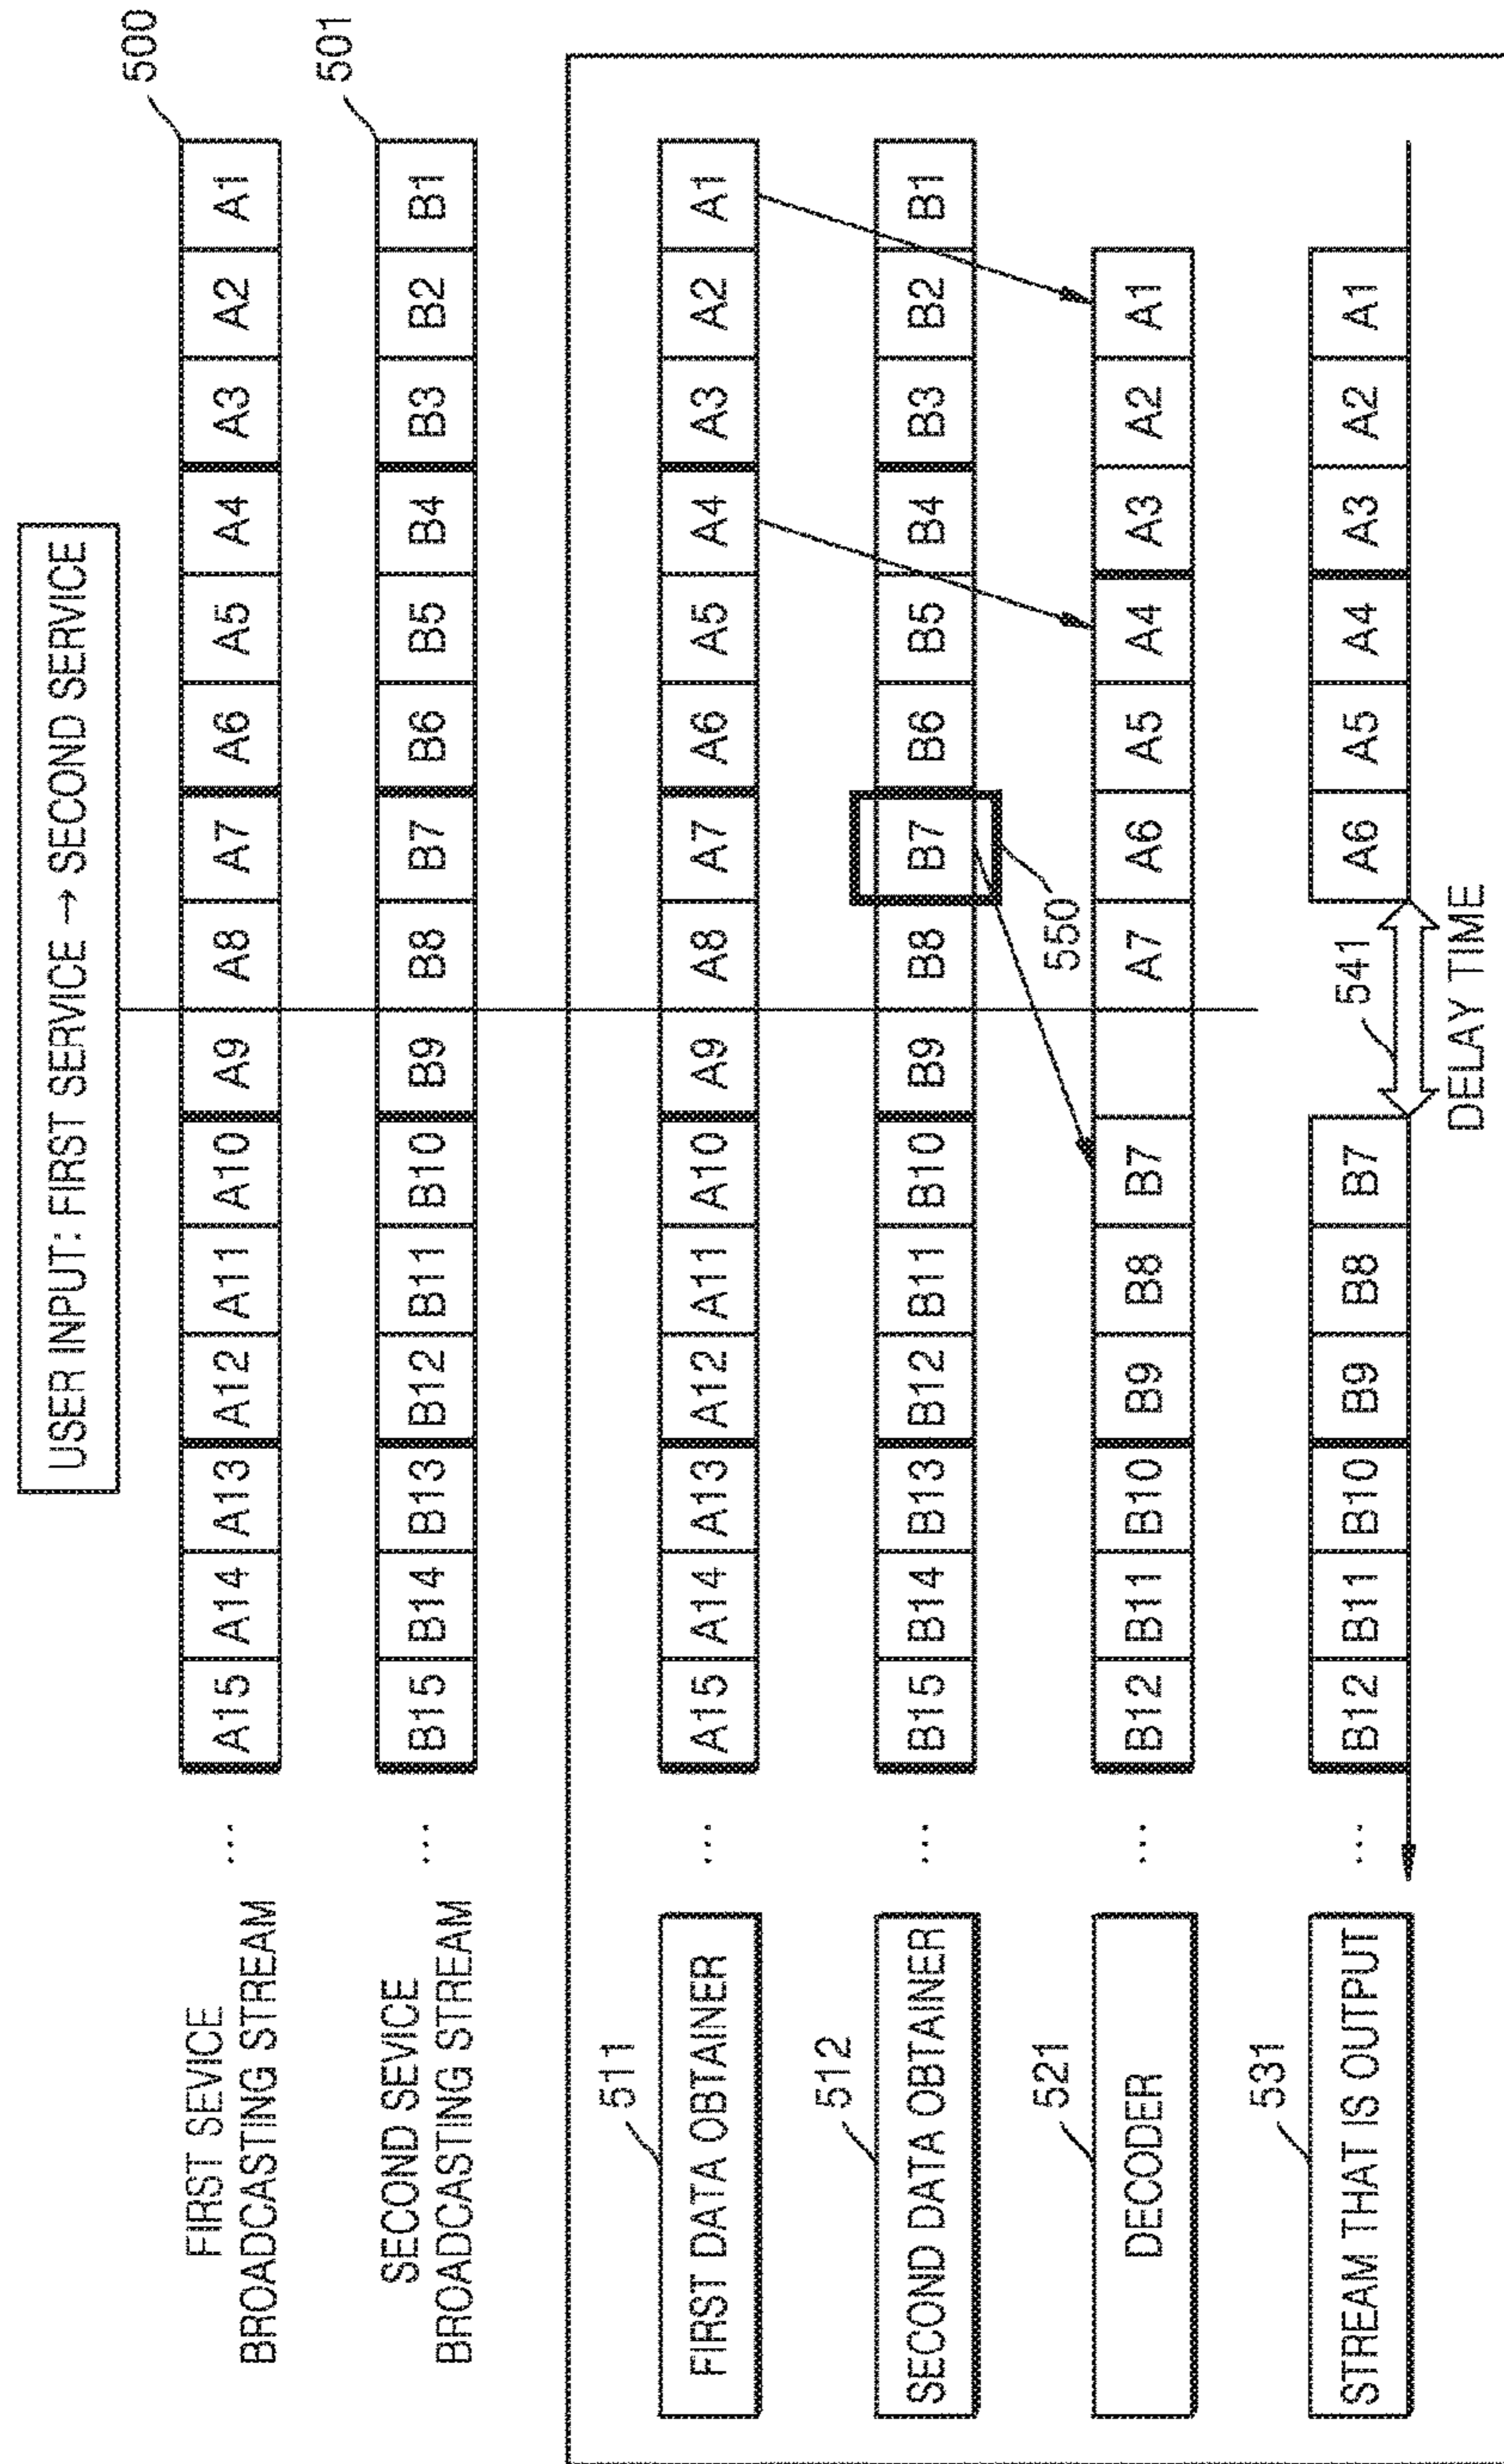 USER INPUT: FIRST SERVICE → SECOND SERVICE
FIRST SEVICE
BROADCASTING STREAM
... A15 A14 A13 A12 A11 A10 A9 A8 A7 A6 A5 A4 A3 A2 A1
500
SECOND SEVICE
BROADCASTING STREAM
... B15 B14 B13 B12 B11 B10 B9 B8 B7 B6 B5 B4 B3 B2 B1
501
511
FIRST DATA OBTAINER
... A15 A14 A13 A12 A11 A10 A9 A8 A7 A6 A5 A4 A3 A2 A1
512
SECOND DATA OBTAINER
... B15 B14 B13 B12 B11 B10 B9 B8 B7 B6 B5 B4 B3 B2 B1
550
521
DECODER
... B12 B11 B10 B9 B8 B7 A7 A6 A5 A4 A3 A2 A1
531
STREAM THAT IS OUTPUT
... B12 B11 B10 B9 B8 B7 A6 A5 A4 A3 A2 A1
541
DELAY TIME